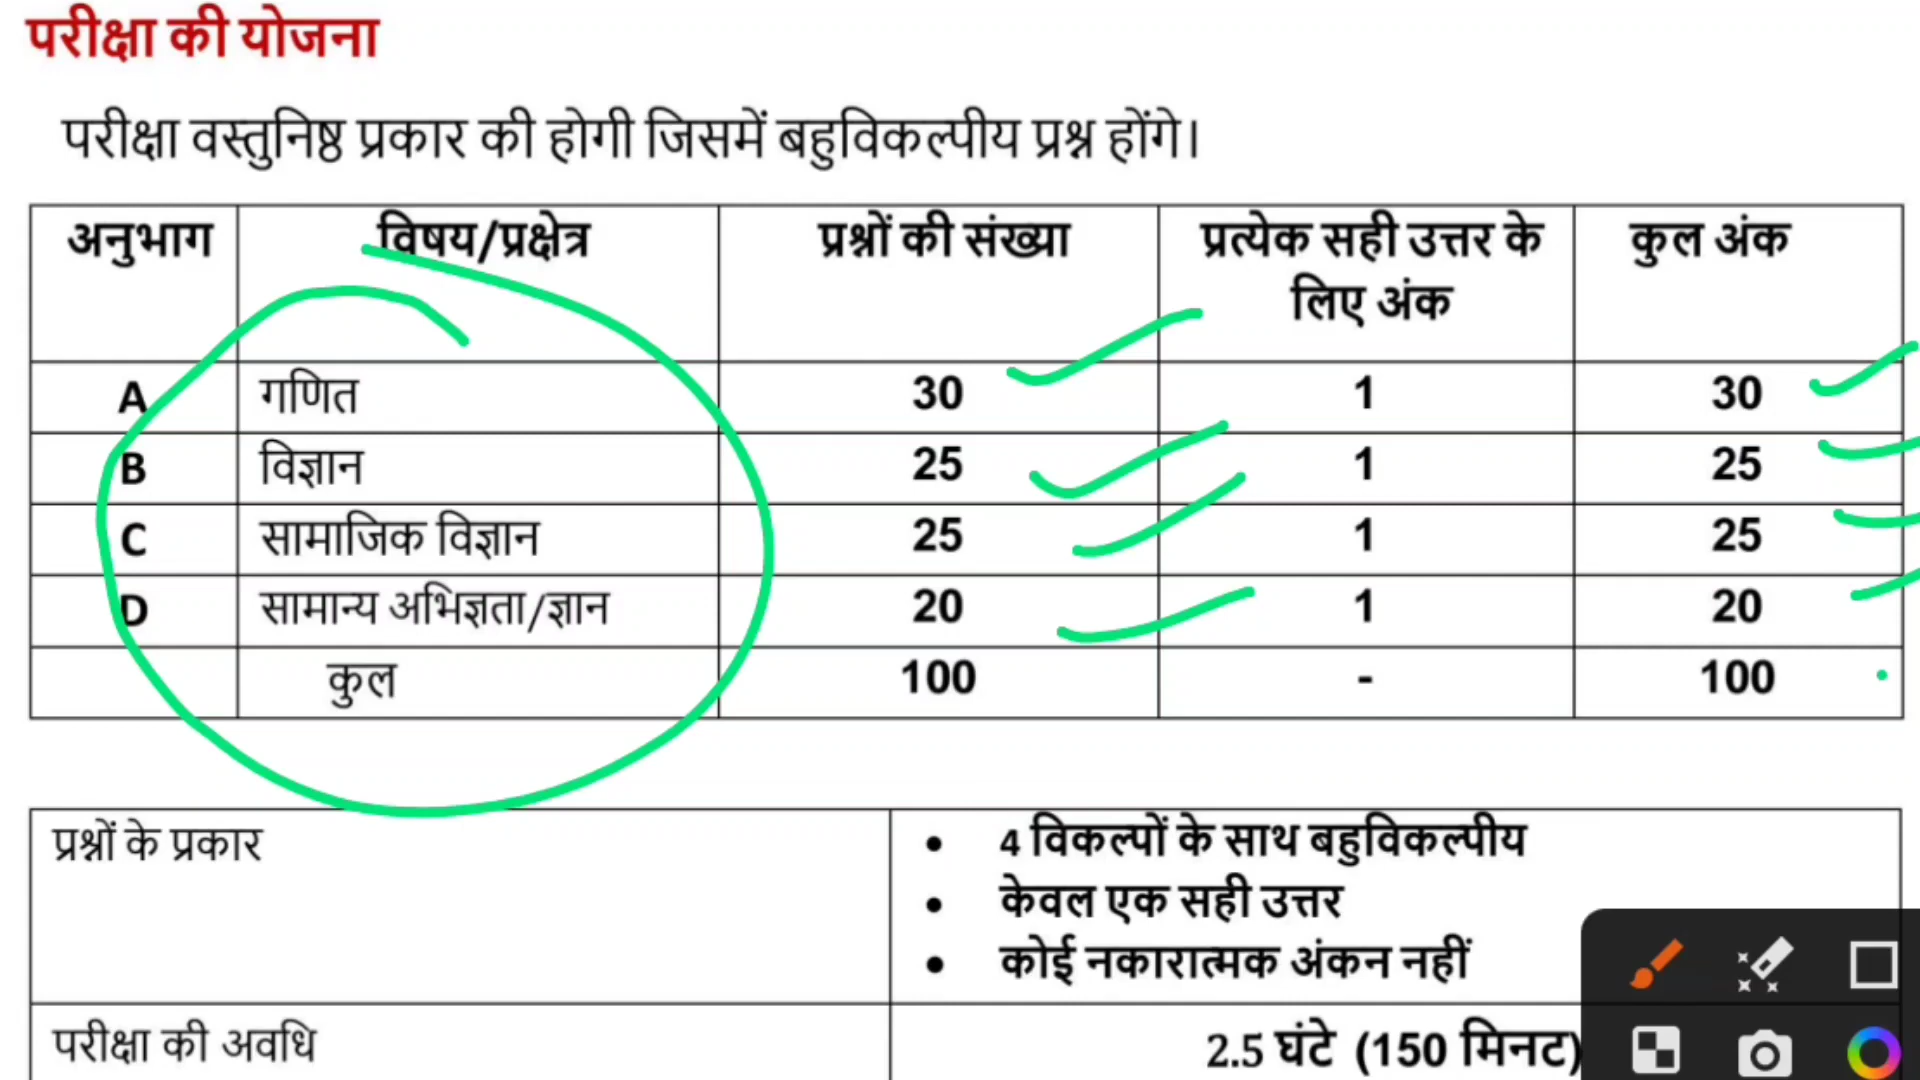 परीक्षा की योजना
परीक्षा वस्तुनिष्ठ प्रकार की होगी जिसमें बहुविकल्पीय प्रश्न होंगे।
अनुभाग विषय/प्रक्षेत्र प्रश्नों की संख्या प्रत्येक सही उत्तर के लिए अंक कुल अंक
A गणित 30 1 30
B विज्ञान 25 1 25
C सामाजिक विज्ञान 25 1 25
D सामान्य अभिज्ञता/ज्ञान 20 1 20
कुल 100 - 100
प्रश्नों के प्रकार
• 4 विकल्पों के साथ बहुविकल्पीय
• केवल एक सही उत्तर
• कोई नकारात्मक अंकन नहीं
परीक्षा की अवधि 2.5 घंटे (150 मिनट)